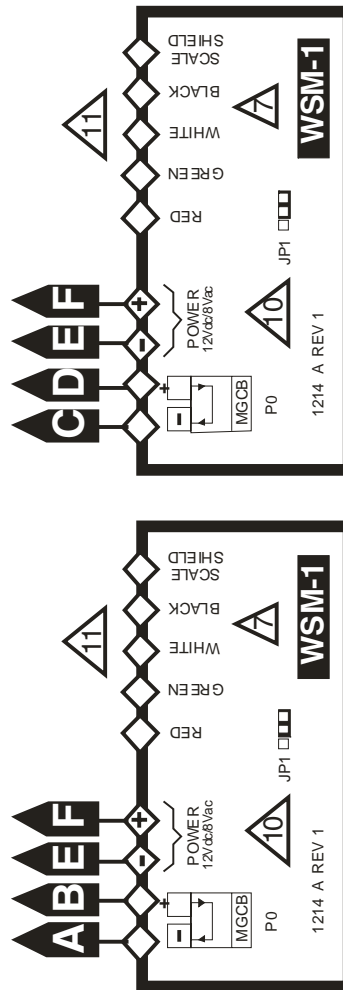 A B E F
11
- +
+
-
POWER
12Vdc/8Vac
RED
GREEN
WHITE
BLACK
SCALE
SHIELD
MGCB
P0
10
JP1
7
1214 A REV 1
WSM-1
C D E F
11
- +
+
-
POWER
12Vdc/8Vac
RED
GREEN
WHITE
BLACK
SCALE
SHIELD
MGCB
P0
10
JP1
7
1214 A REV 1
WSM-1